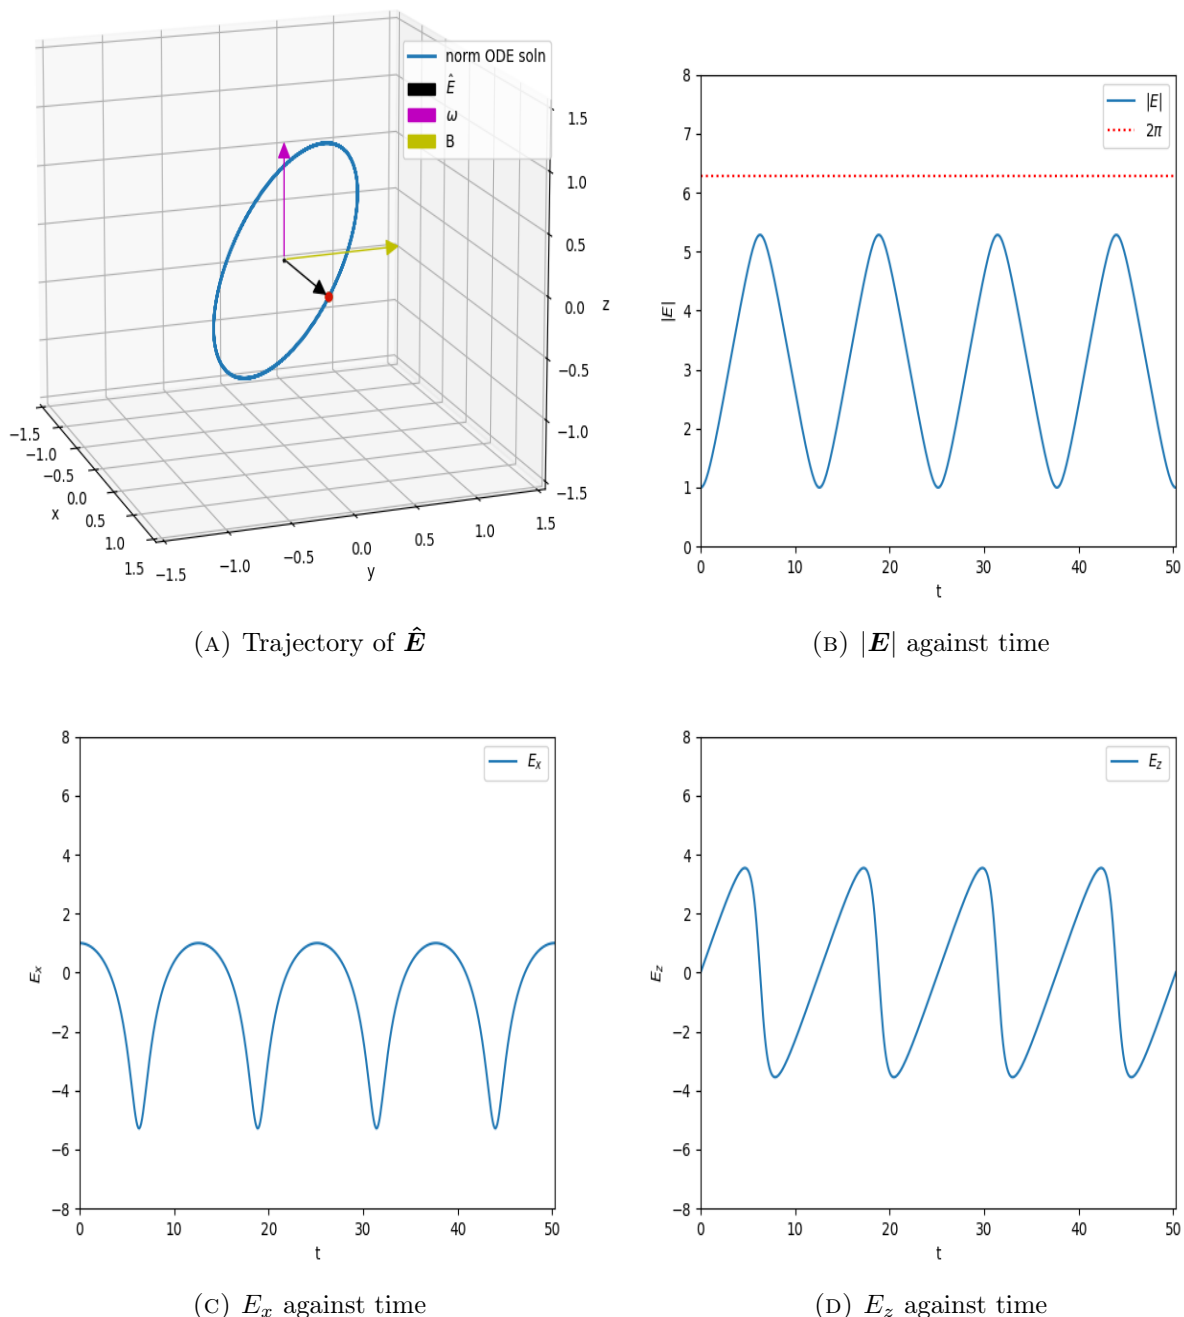 norm ODE soln
Ê
ω
B
1.5
1.0
0.5
0.0
−0.5
−1.0
−1.5
z
−1.5
−1.0
−0.5
0.0
0.5
1.0
1.5
x
−1.5
−1.0
−0.5
0.0
0.5
1.0
1.5
y
(A) Trajectory of Ê
|E|
2π
8
7
6
5
4
3
2
1
0
|E|
0 10 20 30 40 50
t
(B) |E| against time
E_x
8
6
4
2
0
−2
−4
−6
−8
E_x
0 10 20 30 40 50
t
(C) E_x against time
E_z
8
6
4
2
0
−2
−4
−6
−8
E_z
0 10 20 30 40 50
t
(D) E_z against time